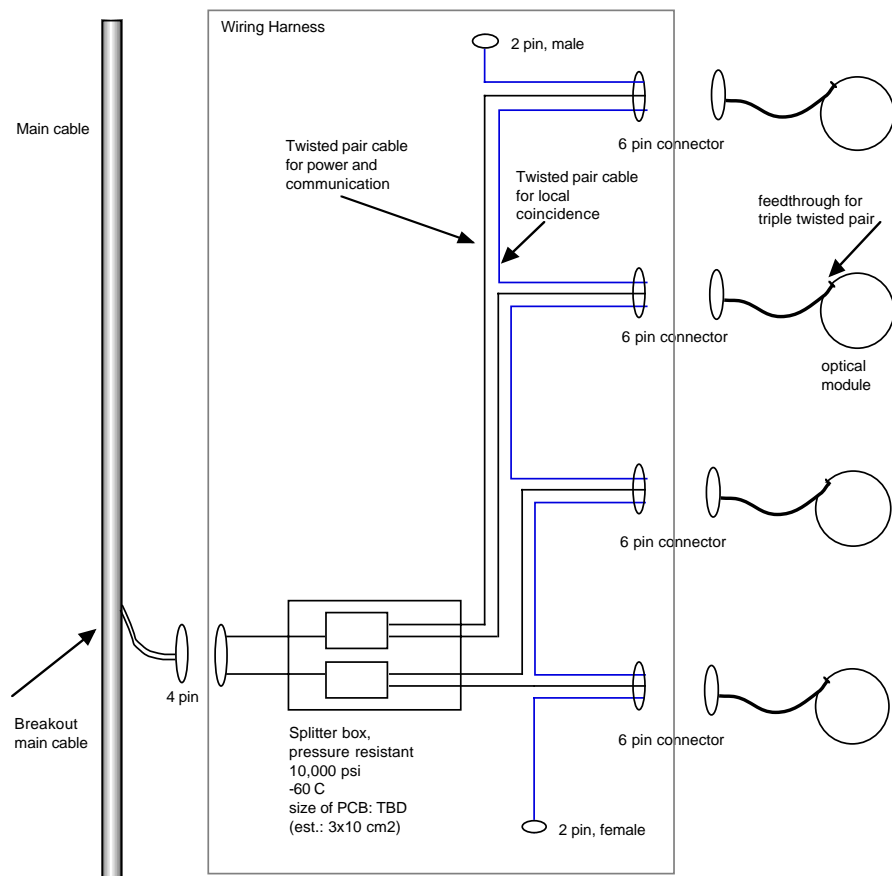 Wiring Harness
2 pin, male
Main cable
Twisted pair cable
for power and
communication
6 pin connector
Twisted pair cable
for local
coincidence
feedthrough for
triple twisted pair
6 pin connector
optical
module
6 pin connector
4 pin
Breakout
main cable
Splitter box,
pressure resistant
10,000 psi
-60 C
size of PCB: TBD
(est.: 3x10 cm2)
6 pin connector
2 pin, female